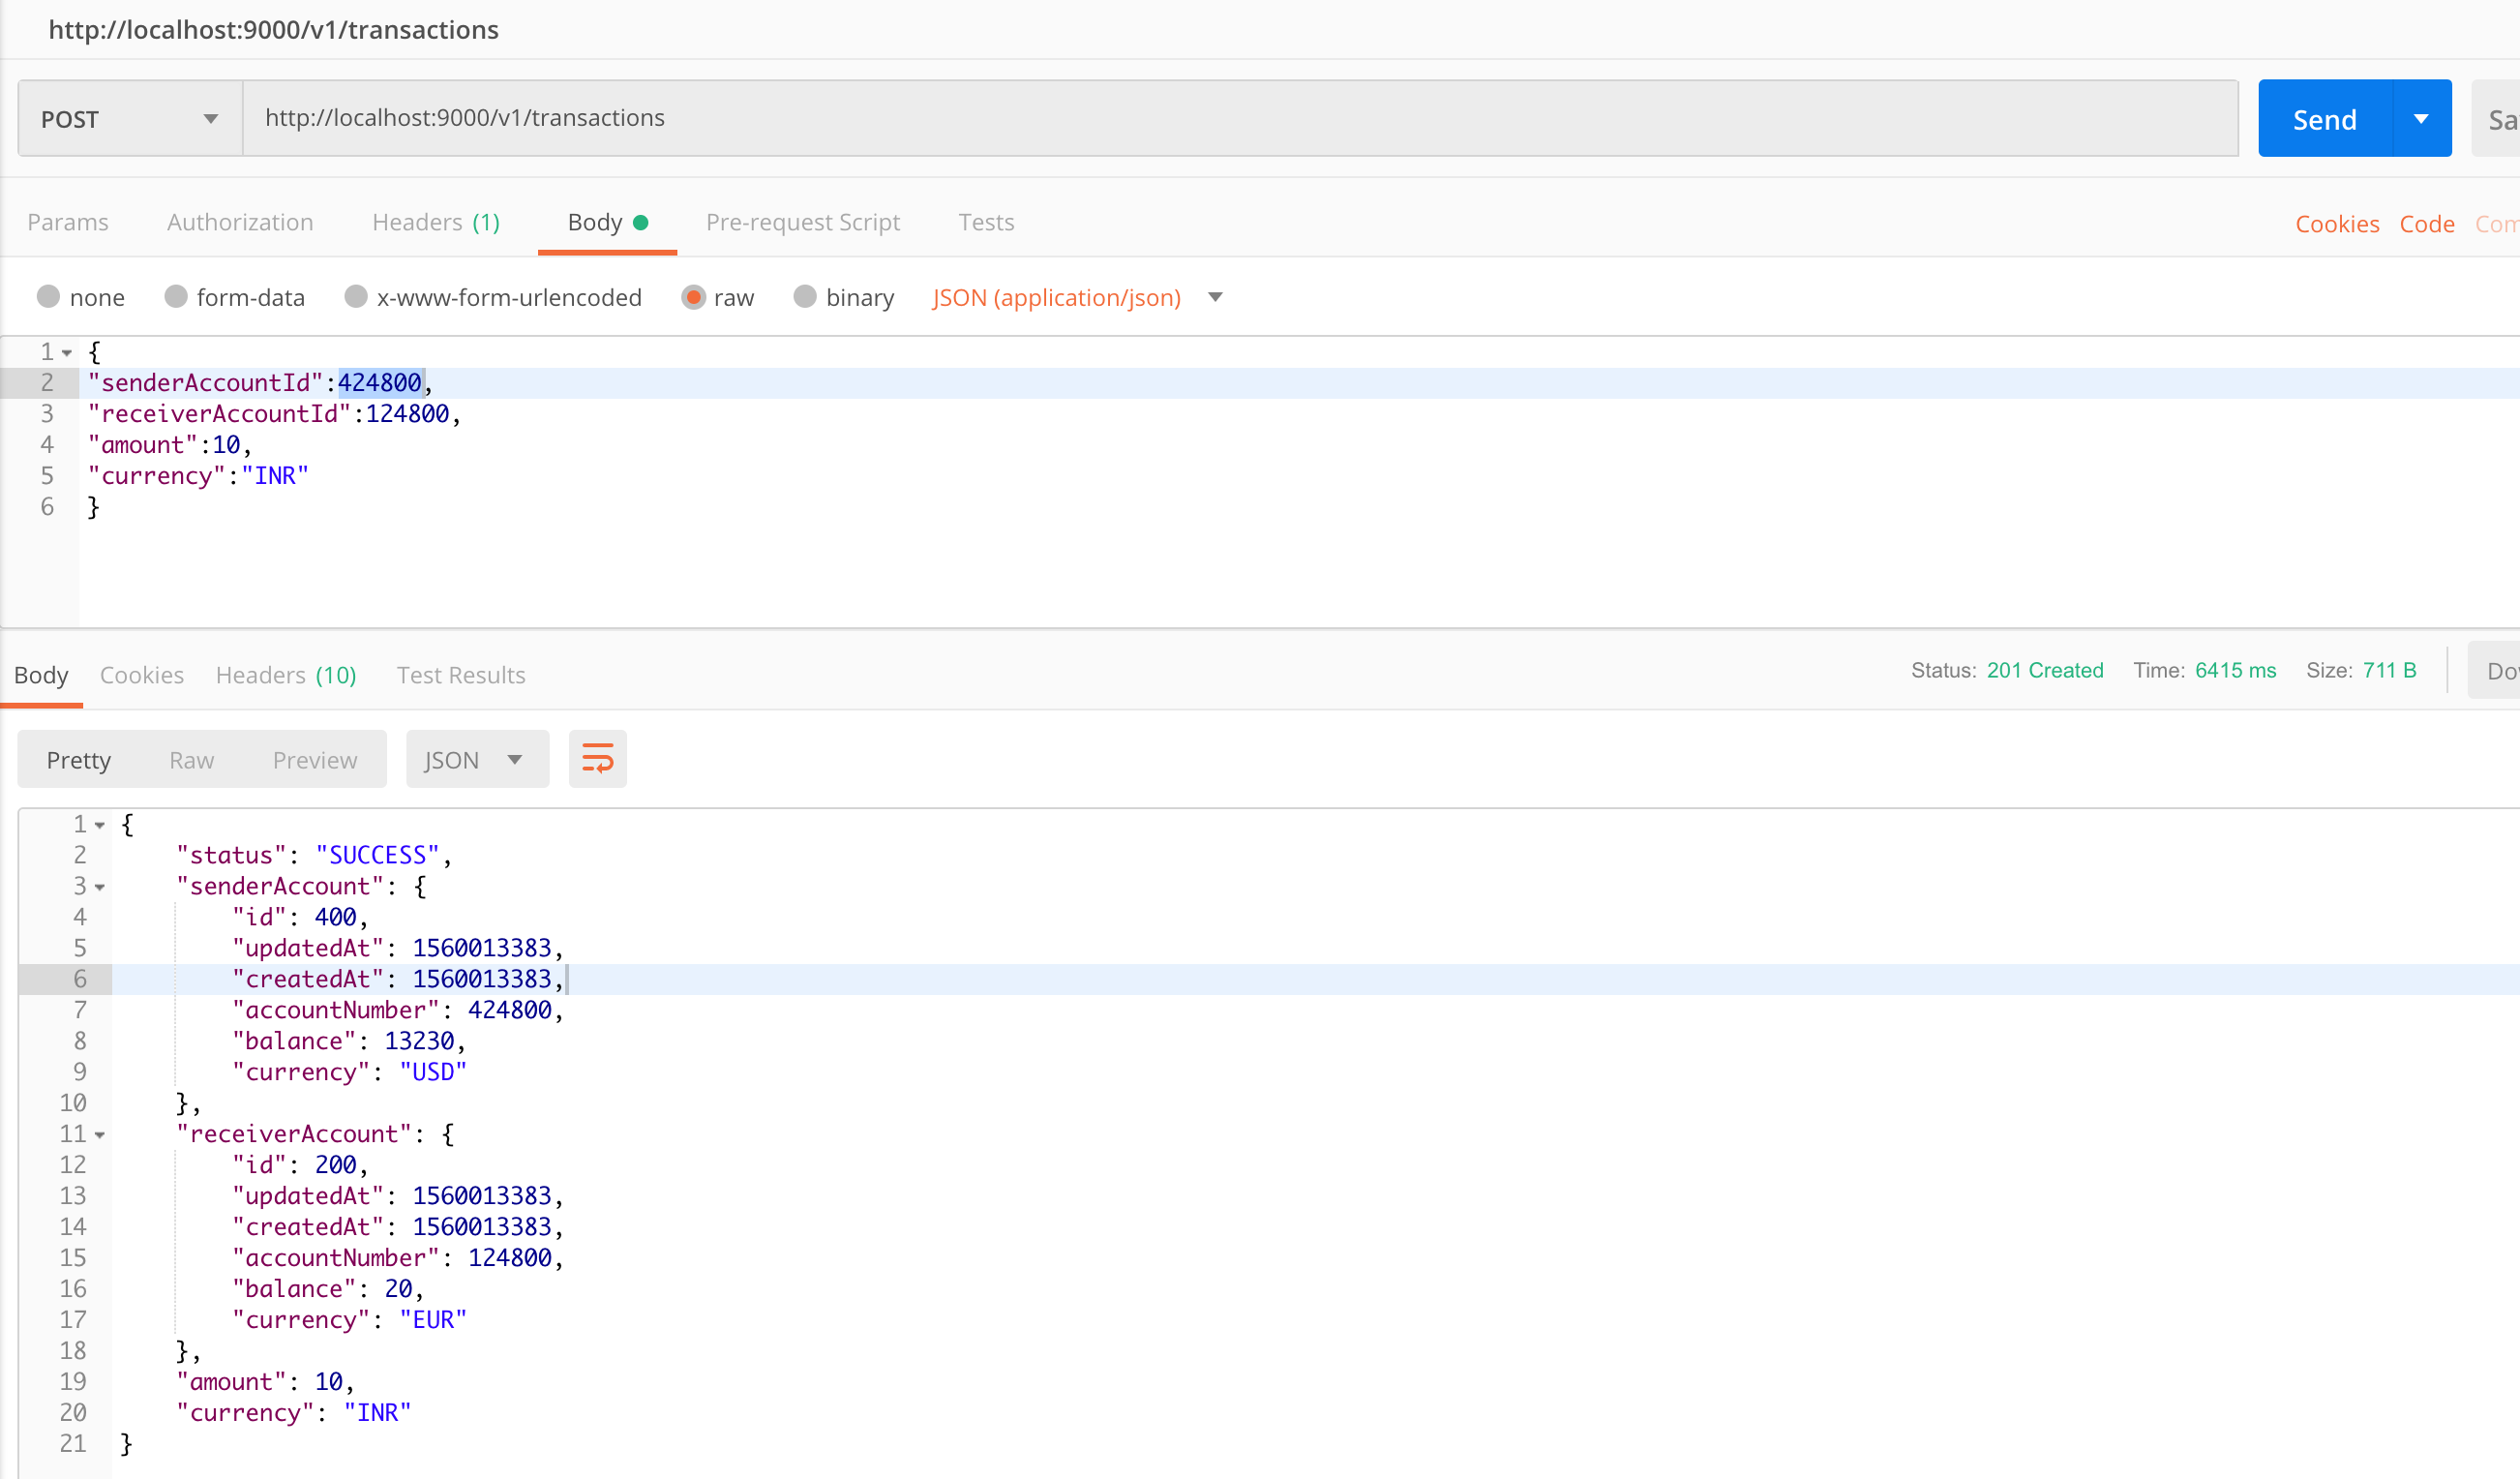 http://localhost:9000/v1/transactions
POST http://localhost:9000/v1/transactions Send Sa
Params Authorization Headers (1) Body Pre-request Script Tests Cookies Code Com
none form-data x-www-form-urlencoded raw binary JSON (application/json)
1 {
2 "senderAccountId":424800,
3 "receiverAccountId":124800,
4 "amount":10,
5 "currency":"INR"
6 }
Body Cookies Headers (10) Test Results Status: 201 Created Time: 6415 ms Size: 711 B Do
Pretty Raw Preview JSON
1 {
2 "status": "SUCCESS",
3 "senderAccount": {
4 "id": 400,
5 "updatedAt": 1560013383,
6 "createdAt": 1560013383,
7 "accountNumber": 424800,
8 "balance": 13230,
9 "currency": "USD"
10 },
11 "receiverAccount": {
12 "id": 200,
13 "updatedAt": 1560013383,
14 "createdAt": 1560013383,
15 "accountNumber": 124800,
16 "balance": 20,
17 "currency": "EUR"
18 },
19 "amount": 10,
20 "currency": "INR"
21 }